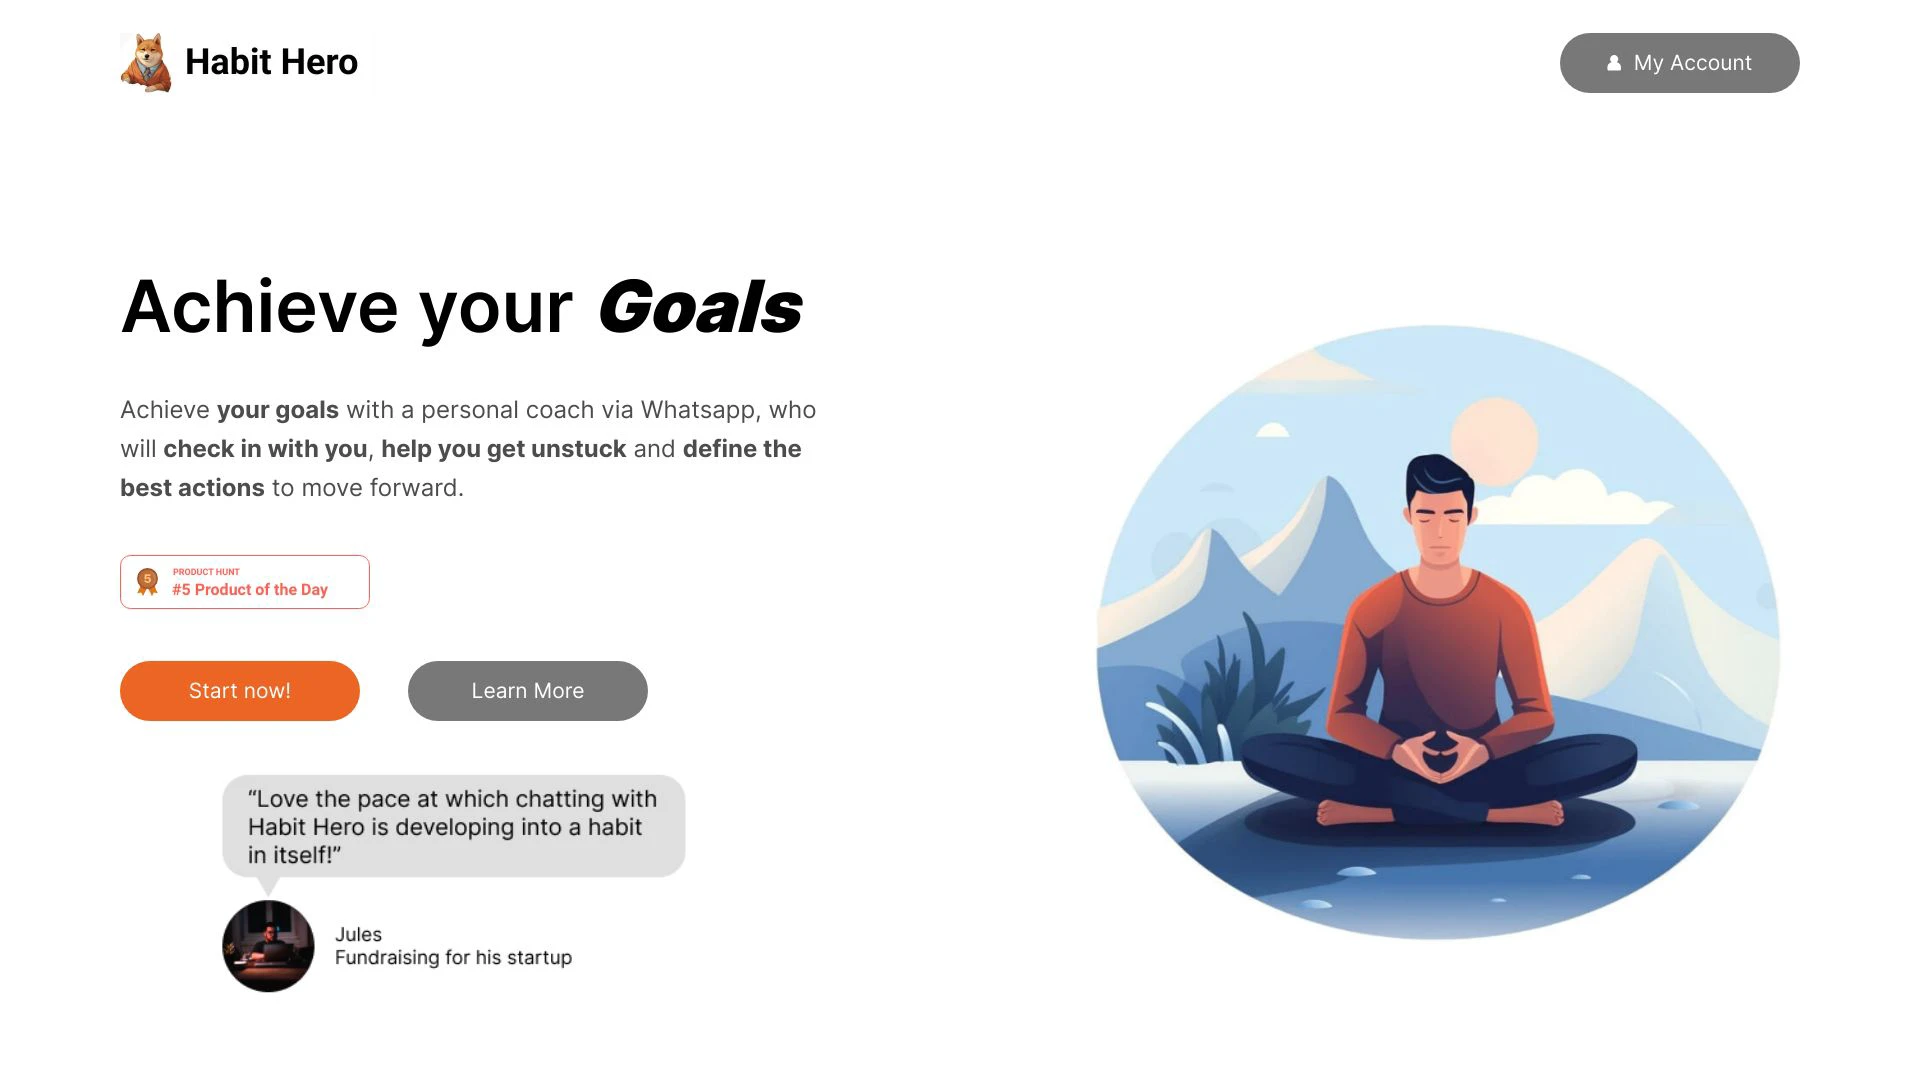 Habit Hero
My Account
Achieve your Goals
Achieve your goals with a personal coach via Whatsapp, who
will check in with you, help you get unstuck and define the
best actions to move forward.
5
PRODUCT HUNT
#5 Product of the Day
Start now!
Learn More
“Love the pace at which chatting with
Habit Hero is developing into a habit
in itself!”
Jules
Fundraising for his startup